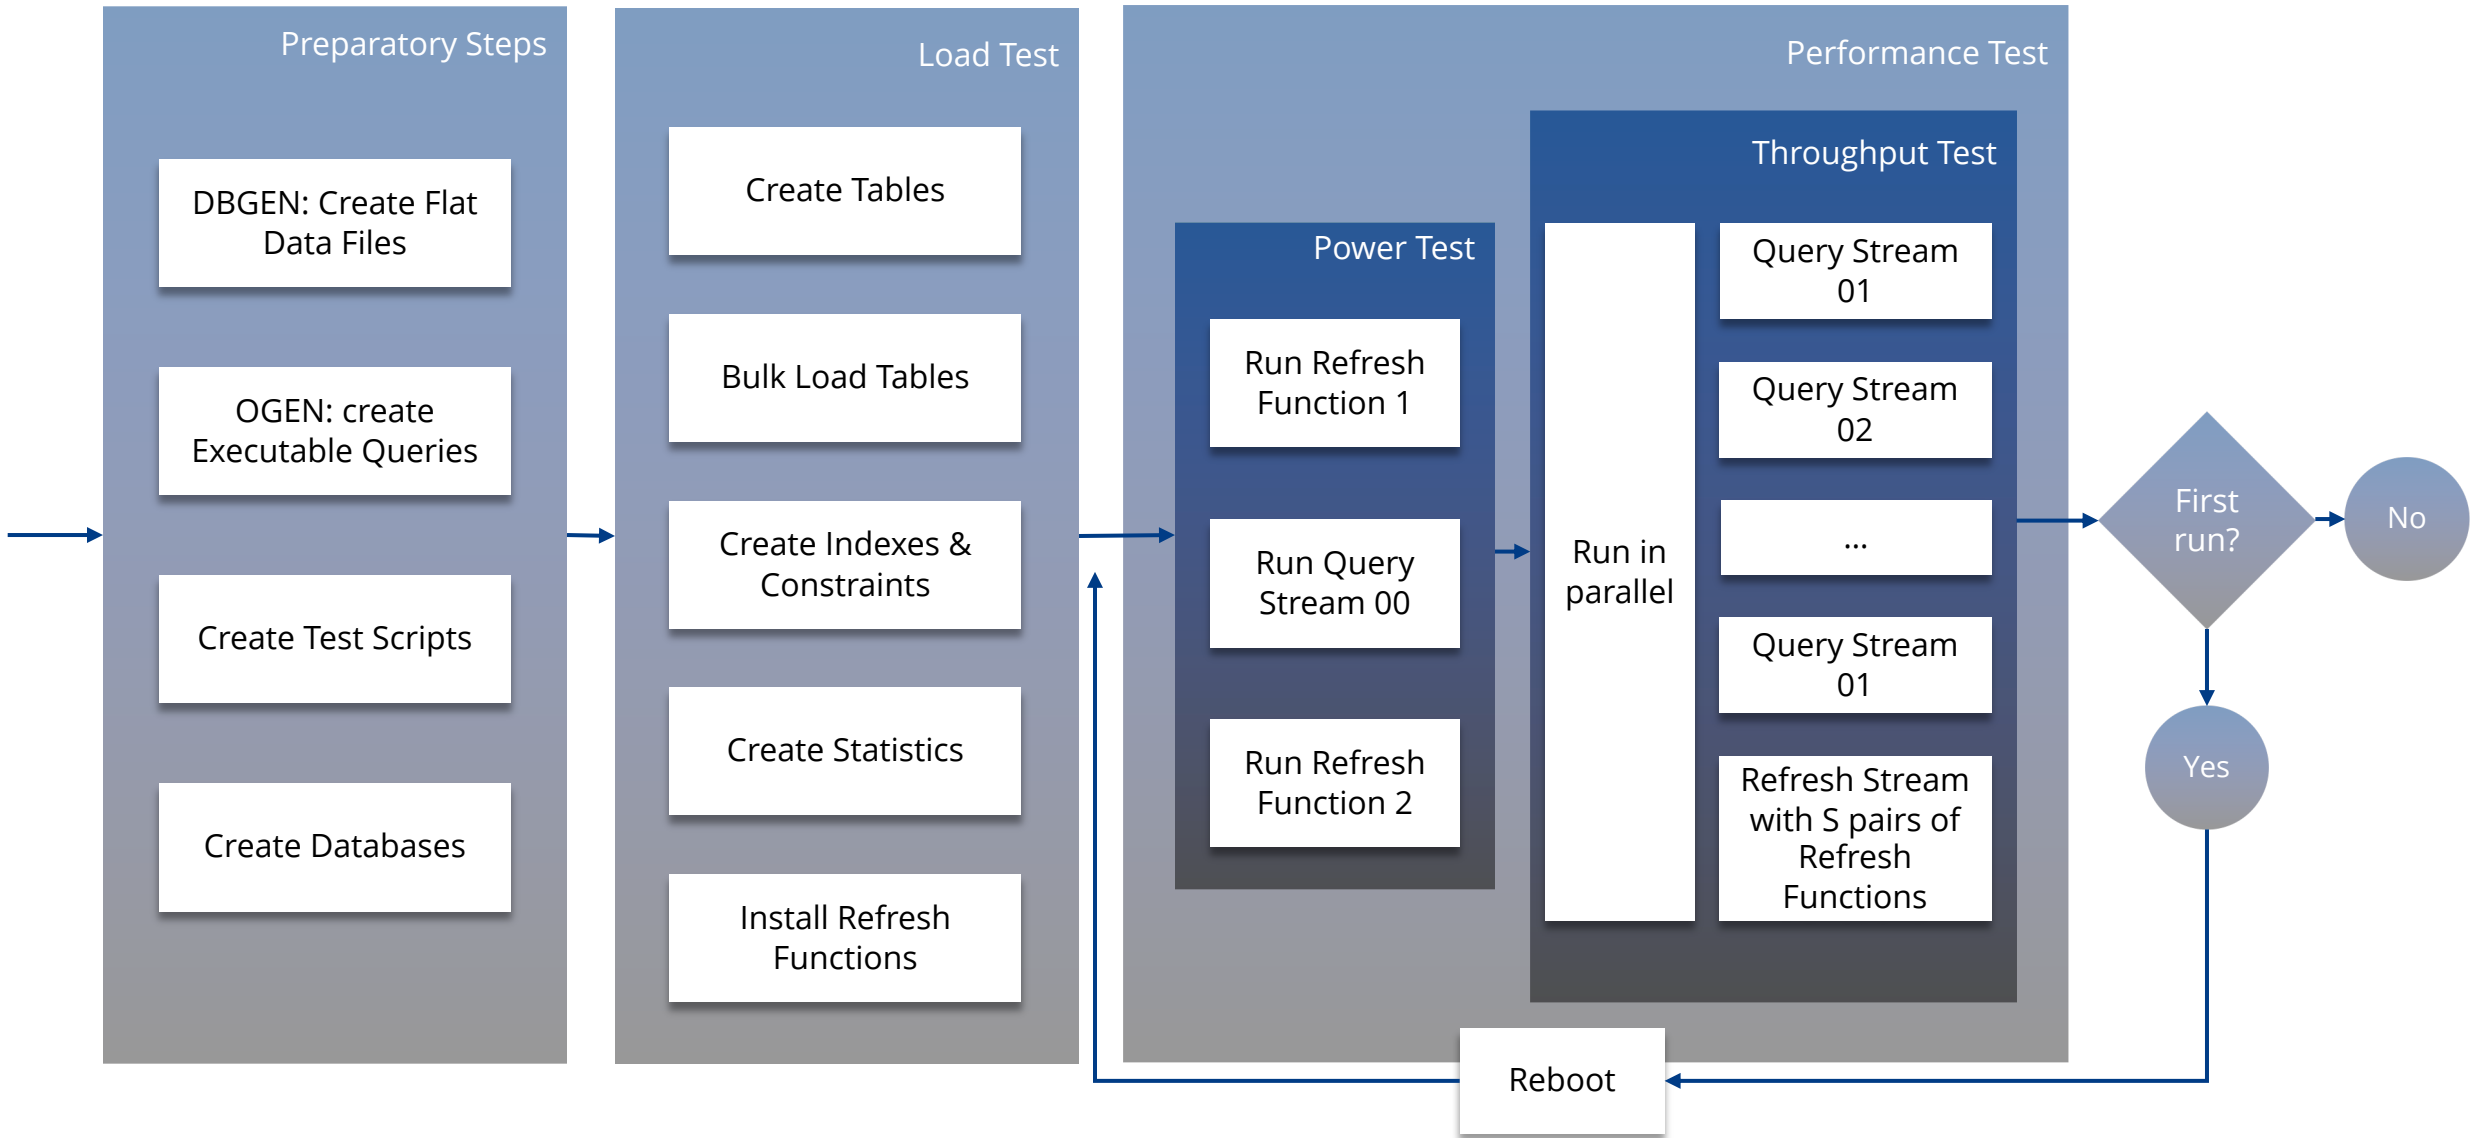 Preparatory Steps
DBGEN: Create Flat
Data Files
OGEN: create
Executable Queries
Create Test Scripts
Create Databases
Load Test
Create Tables
Bulk Load Tables
Create Indexes &
Constraints
Create Statistics
Install Refresh
Functions
Performance Test
Power Test
Run Refresh
Function 1
Run Query
Stream 00
Run Refresh
Function 2
Throughput Test
Run in
parallel
Query Stream
01
Query Stream
02
...
Query Stream
01
Refresh Stream
with S pairs of
Refresh
Functions
First
run?
No
Yes
Reboot